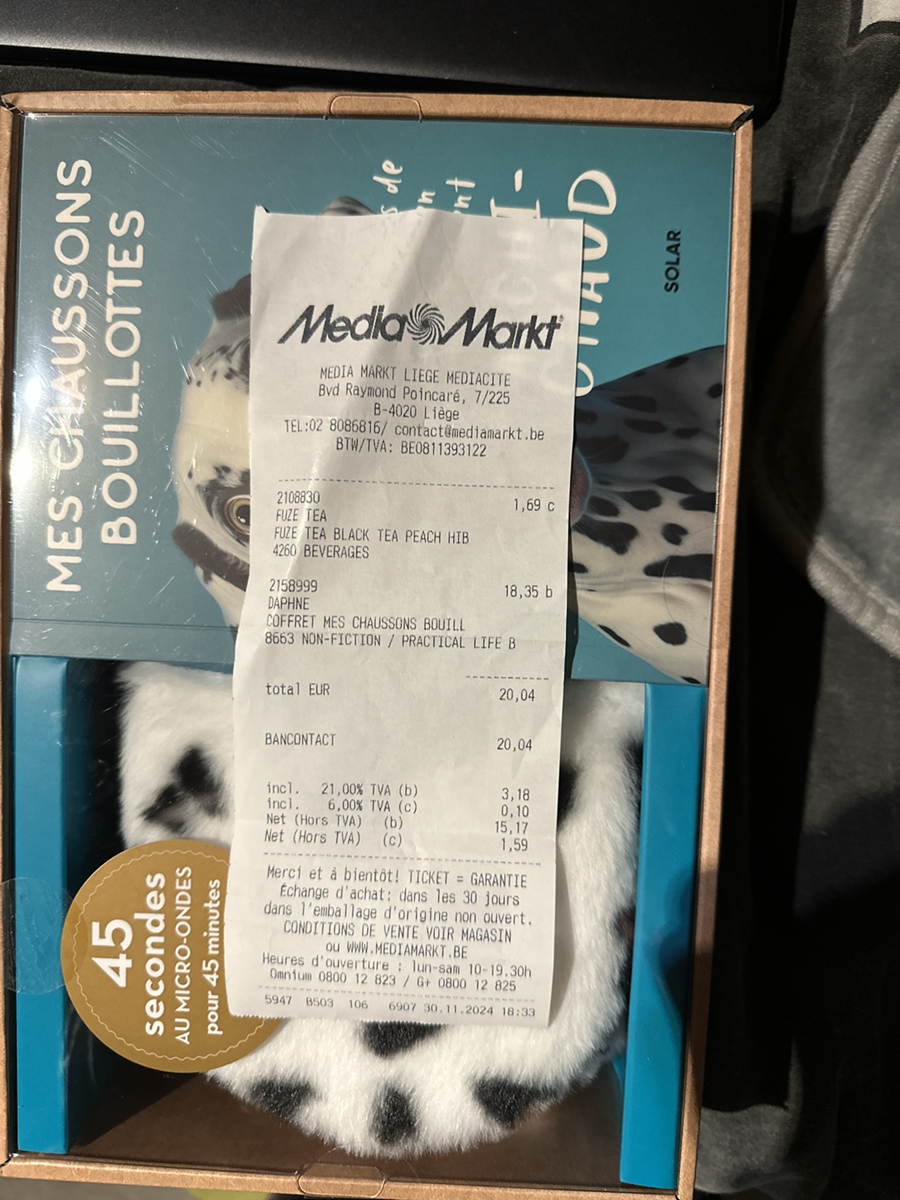 MES CHAUSSONS
BOUILLOTTES
de
CHAUD
SOLAR
Media Markt
MEDIA MARKT LIEGE MEDIACITE
Bvd Raymond Poincaré, 7/225
B-4020 Liège
TEL:02 8086816/ contact@mediamarkt.be
BTW/TVA: BE0811393122
2108830 1,69 c
FUZE TEA
FUZE TEA BLACK TEA PEACH HIB
4260 BEVERAGES
2158999 18,35 b
DAPHNE
COFFRET MES CHAUSSONS BOUILL
8663 NON-FICTION / PRACTICAL LIFE B
total EUR 20,04
BANCONTACT 20,04
incl. 21,00% TVA (b) 3,18
incl. 6,00% TVA (c) 0,10
Net (Hors TVA) (b) 15,17
Net (Hors TVA) (c) 1,59
Merci et à bientôt! TICKET = GARANTIE
Échange d'achat: dans les 30 jours
dans l'emballage d'origine non ouvert.
CONDITIONS DE VENTE VOIR MAGASIN
ou WWW.MEDIAMARKT.BE
Heures d'ouverture : lun-sam 10-19.30h
Omnium 0800 12 823 / G+ 0800 12 825
5947 B503 106 6907 30.11.2024 18:33
45
secondes
AU MICRO-ONDES
pour 45 minutes